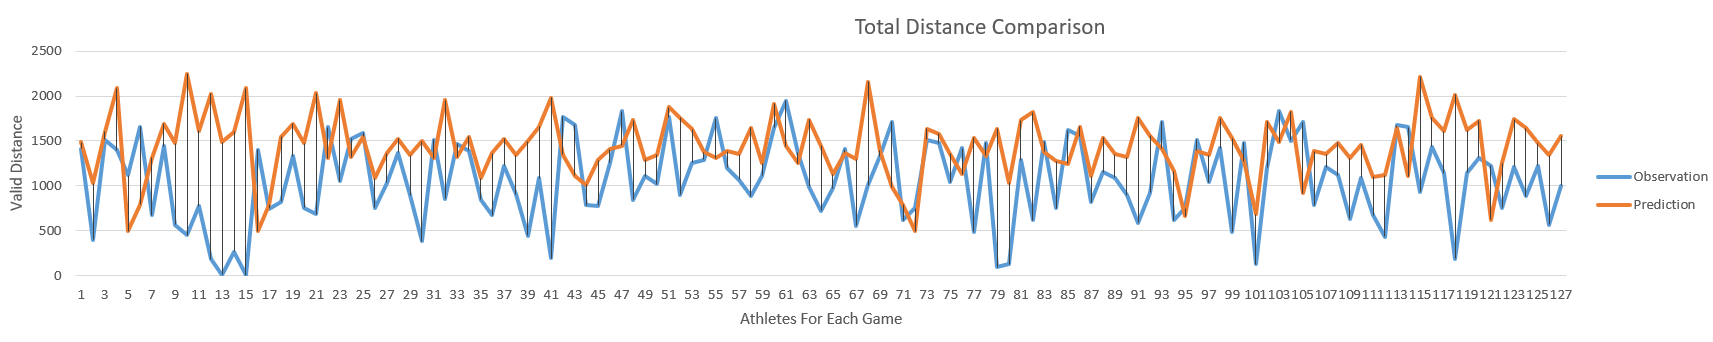 Total Distance Comparison
2500
2000
1500
1000
500
0
Valid Distance
1 3 5 7 9 11 13 15 17 19 21 23 25 27 29 31 33 35 37 39 41 43 45 47 49 51 53 55 57 59 61 63 65 67 69 71 73 75 77 79 81 83 85 87 89 91 93 95 97 99 101 103 105 107 109 111 113 115 117 119 121 123 125 127
Athletes For Each Game
Observation
Prediction